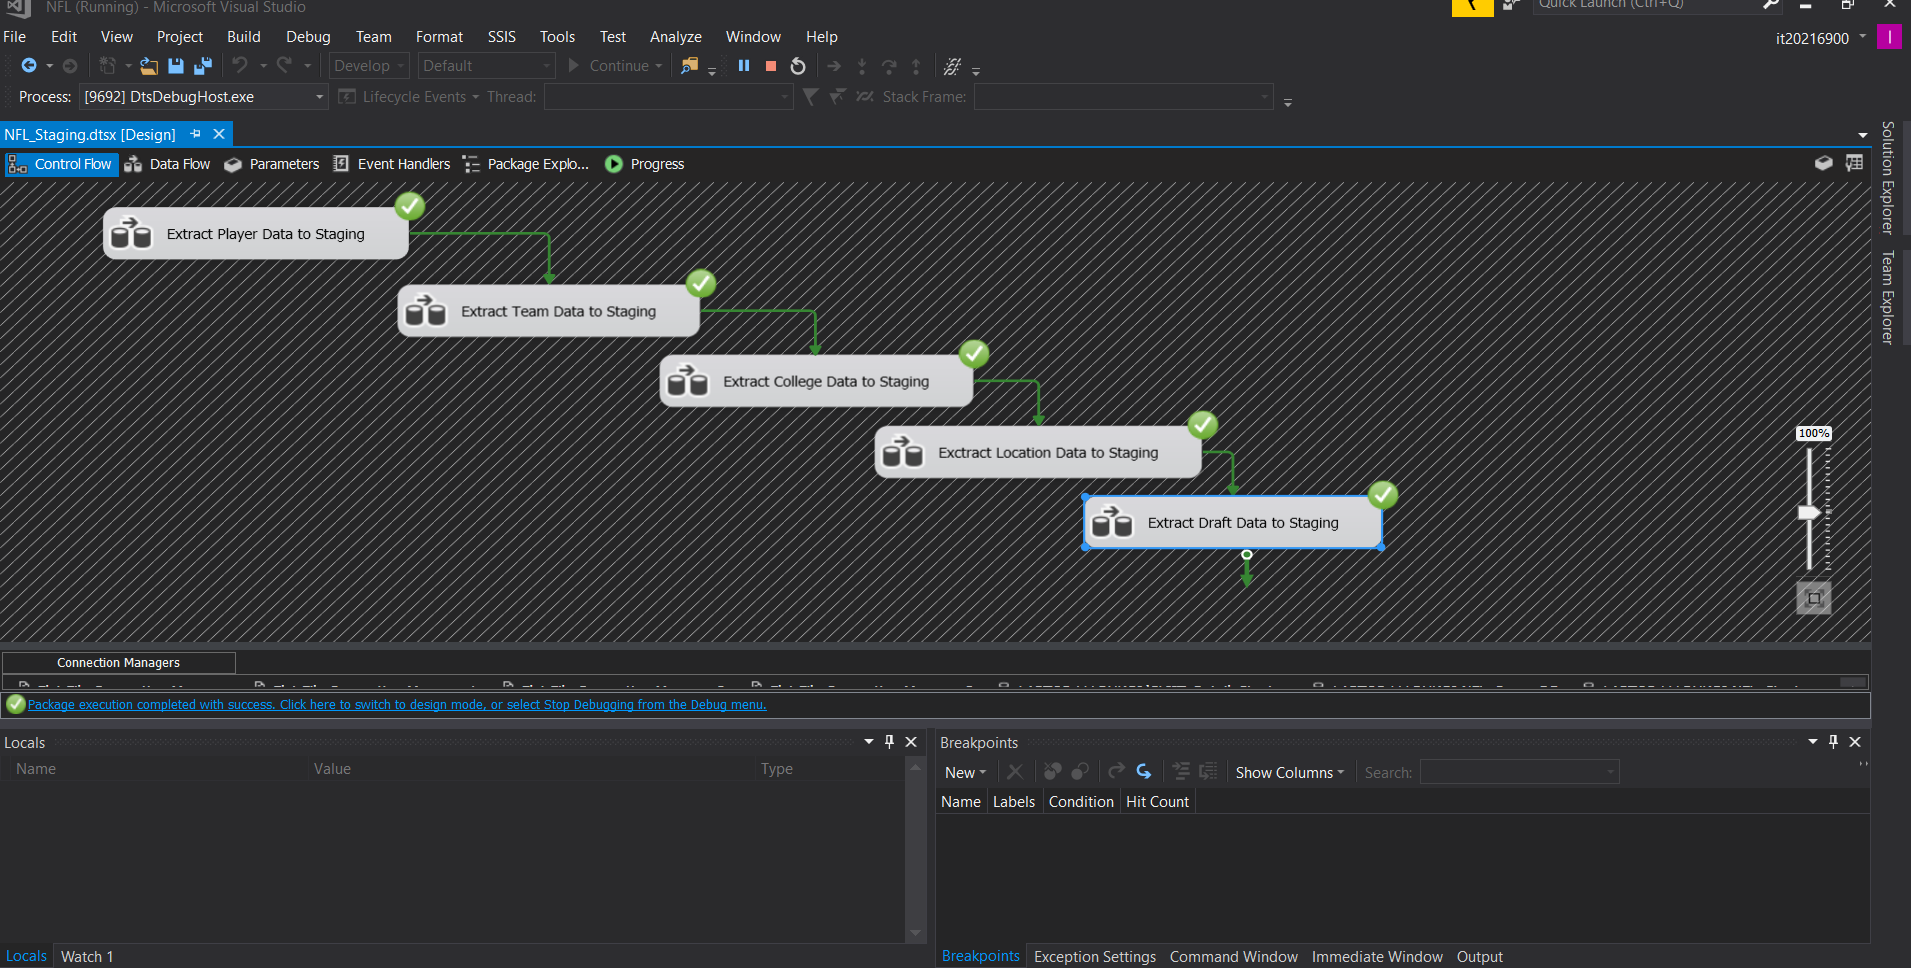 NFL (Running) - Microsoft Visual Studio
Quick Launch (Ctrl+Q)
File Edit View Project Build Debug Team Format SSIS Tools Test Analyze Window Help
it20216900
I
Develop Default Continue
Process: [9692] DtsDebugHost.exe Lifecycle Events Thread: Stack Frame:
NFL_Staging.dtsx [Design]
Control Flow Data Flow Parameters Event Handlers Package Explo... Progress
Solution Explorer
Team Explorer
Extract Player Data to Staging
Extract Team Data to Staging
Extract College Data to Staging
Exctract Location Data to Staging
Extract Draft Data to Staging
100%
Connection Managers
Package execution completed with success. Click here to switch to design mode, or select Stop Debugging from the Debug menu.
Locals
Name Value Type
Breakpoints
New Show Columns Search:
Name Labels Condition Hit Count
Locals Watch 1
Breakpoints Exception Settings Command Window Immediate Window Output